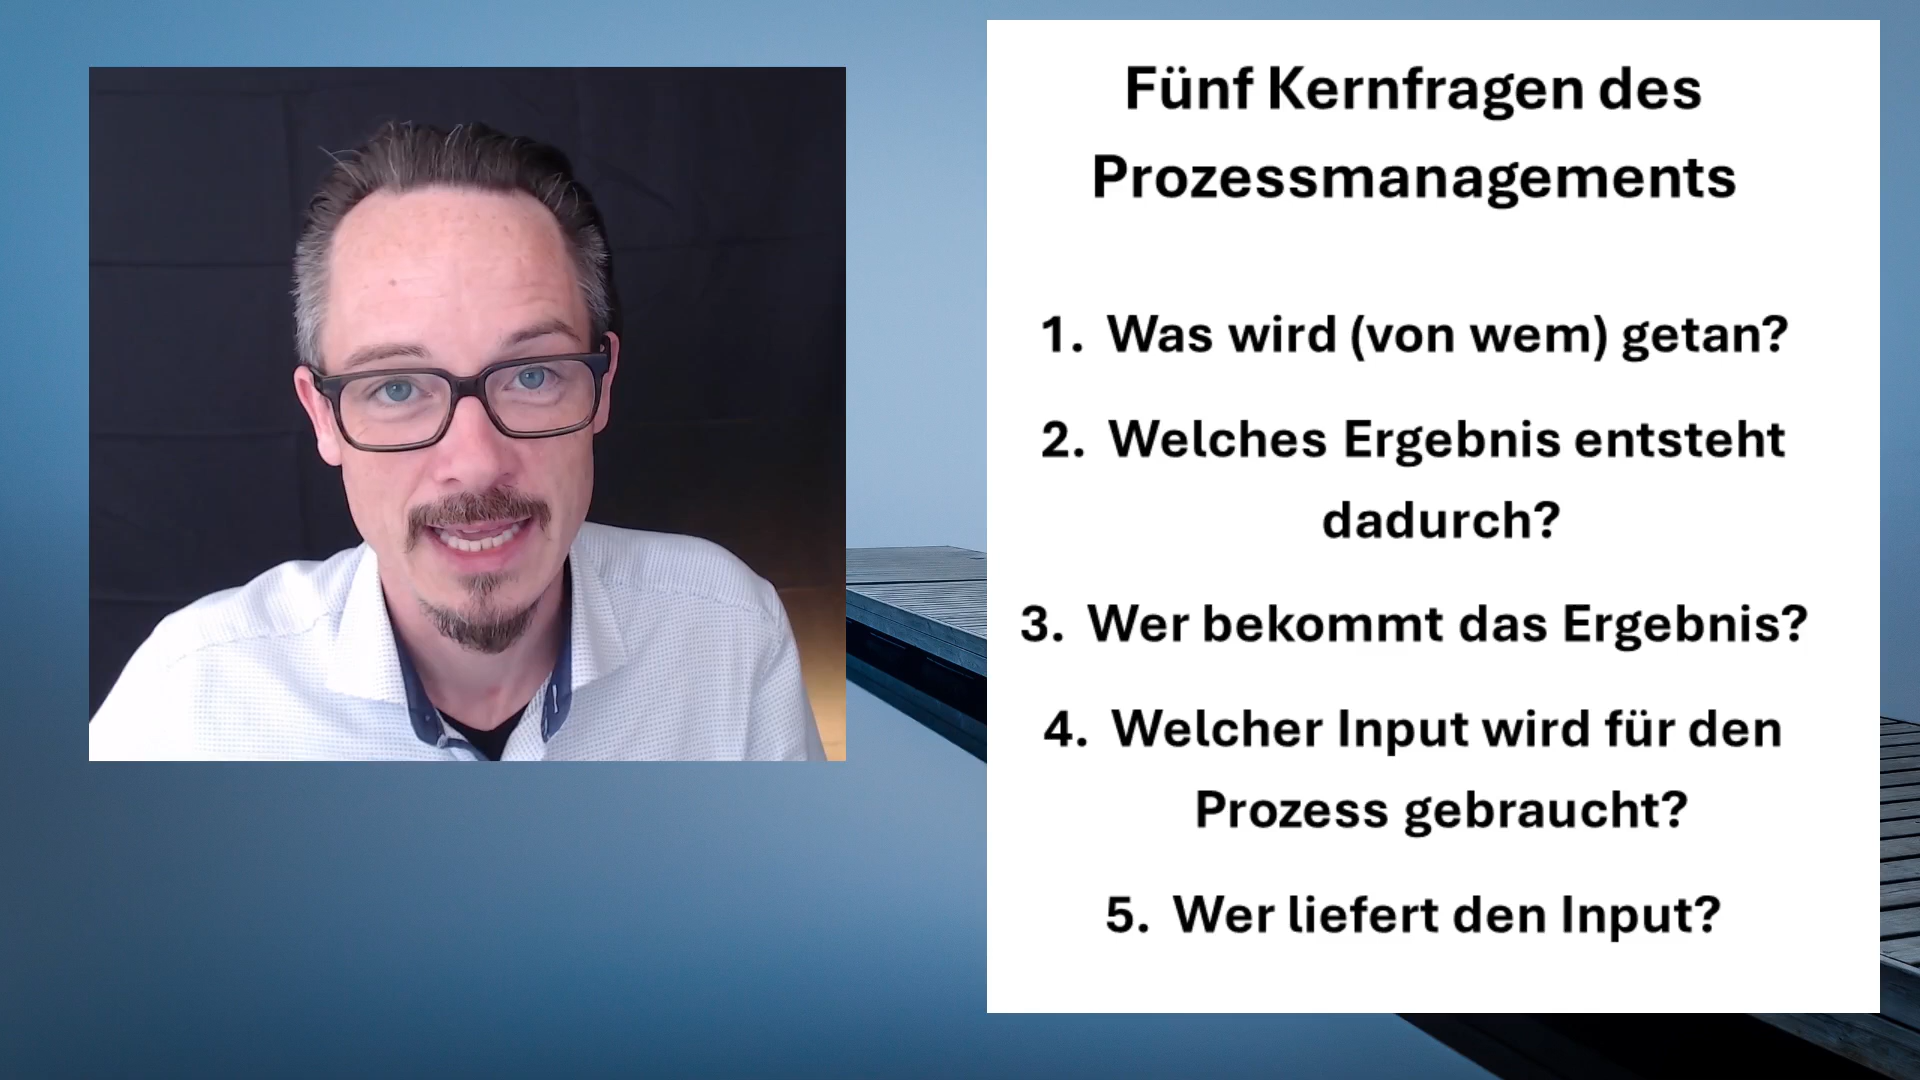 Fünf Kernfragen des
Prozessmanagements
1. Was wird (von wem) getan?
2. Welches Ergebnis entsteht
dadurch?
3. Wer bekommt das Ergebnis?
4. Welcher Input wird für den
Prozess gebraucht?
5. Wer liefert den Input?